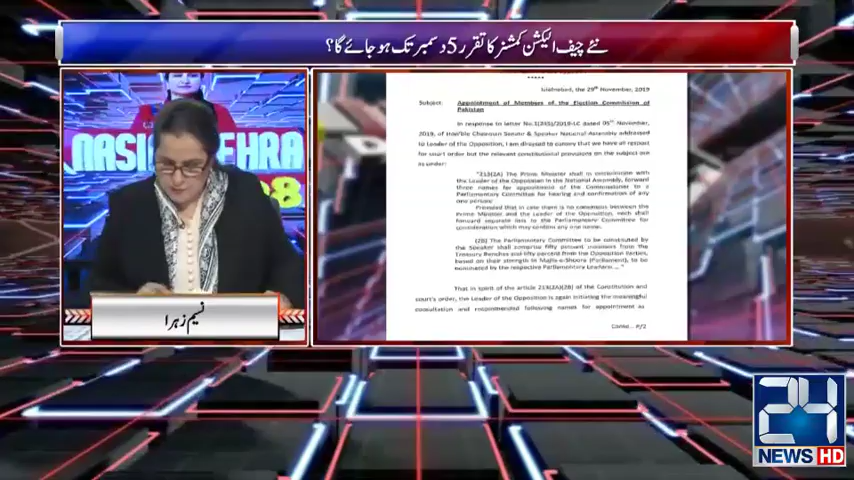 نئے چیف الیکشن کمشنر کا تقرر 5 دسمبر تک ہو جائے گا؟
NASIM ZEHRA
8
نسیم زہرا
*****
Islamabad, the 29th November, 2019
Subject: Appointment of Members of the Election Commission of
Pakistan
In response to letter dated 05th November,
2019, of Hon'ble Chairman Senate & Speaker National Assembly addressed
to Leader of the Opposition, I am directed to convey that we have all respect
for court order but the relevant constitutional provisions on the subject are
as under:
"213(2A) The Prime Minister shall in consultation with
the Leader of the Opposition in the National Assembly, forward
three names for appointment of the Commissioner to a
Parliamentary Committee for hearing and confirmation of any
one person:
Provided that in case there is no consensus between the
Prime Minister and the Leader of the Opposition, each shall
forward separate lists to the Parliamentary Committee for
consideration which may confirm any one name.
(2B) The Parliamentary Committee to be constituted by
the Speaker shall comprise fifty percent members from the
Treasury Benches and fifty percent from the Opposition Parties,
based on their strength in Majlis-e-Shoora (Parliament), to be
nominated by the respective Parliamentary Leaders. ... "
That in spirit of the article 213(2A)(2B) of the Constitution and
court's order, the Leader of the Opposition is again initiating the meaningful
consultation and recommended following names for appointment as
Contd... P/2
24
NEWS HD